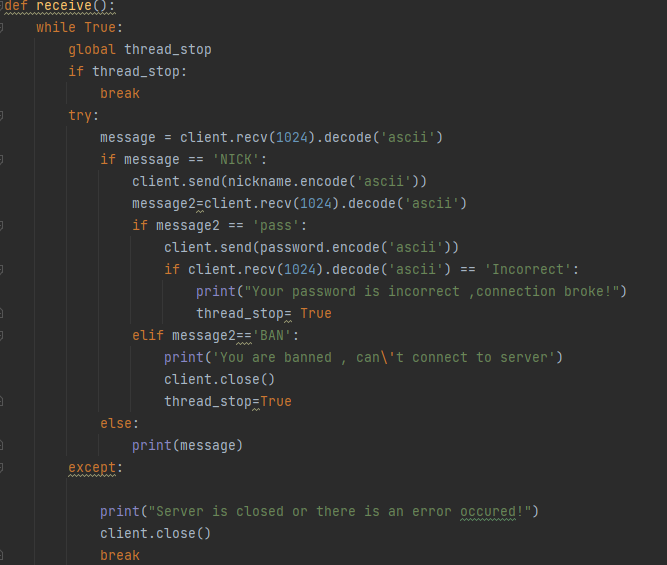 def receive():
    while True:
        global thread_stop
        if thread_stop:
            break
        try:
            message = client.recv(1024).decode('ascii')
            if message == 'NICK':
                client.send(nickname.encode('ascii'))
                message2=client.recv(1024).decode('ascii')
                if message2 == 'pass':
                    client.send(password.encode('ascii'))
                    if client.recv(1024).decode('ascii') == 'Incorrect':
                        print("Your password is incorrect ,connection broke!")
                        thread_stop= True
                elif message2=='BAN':
                    print('You are banned , can\'t connect to server')
                    client.close()
                    thread_stop=True
            else:
                print(message)
        except:

            print("Server is closed or there is an error occured!")
            client.close()
            break